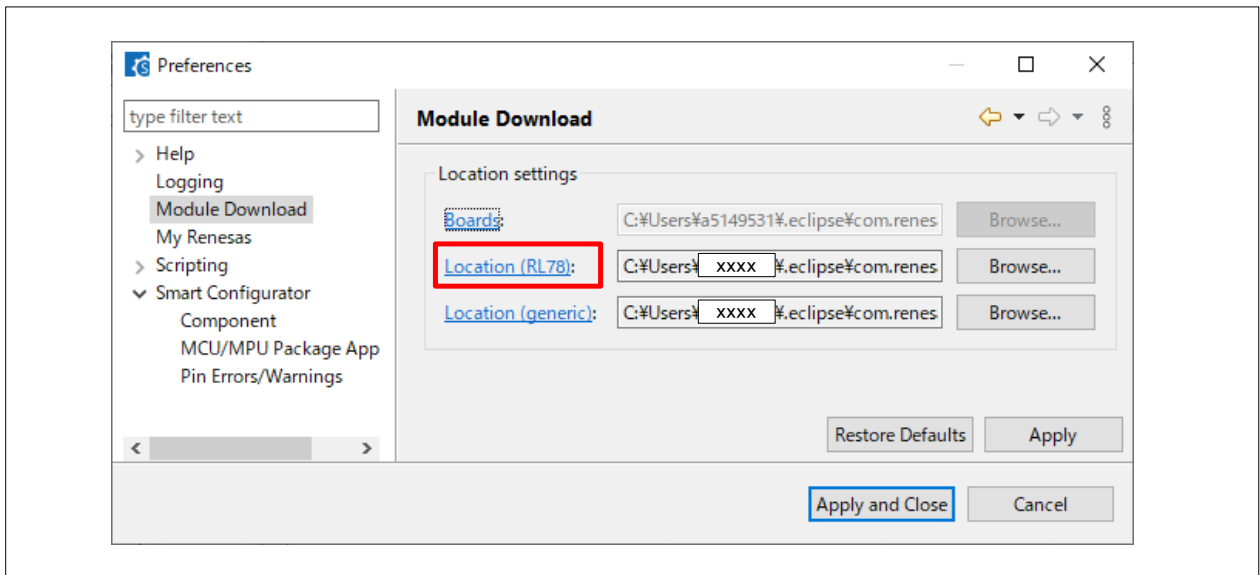 Preferences
type filter text
Help
Logging
Module Download
My Renesas
Scripting
Smart Configurator
Component
MCU/MPU Package App
Pin Errors/Warnings
Module Download
Location settings
Boards: C:¥Users¥a5149531¥.eclipse¥com.renes Browse...
Location (RL78): C:¥Users¥ xxxx ¥.eclipse¥com.renes Browse...
Location (generic): C:¥Users¥ xxxx ¥.eclipse¥com.renes Browse...
Restore Defaults Apply
Apply and Close Cancel